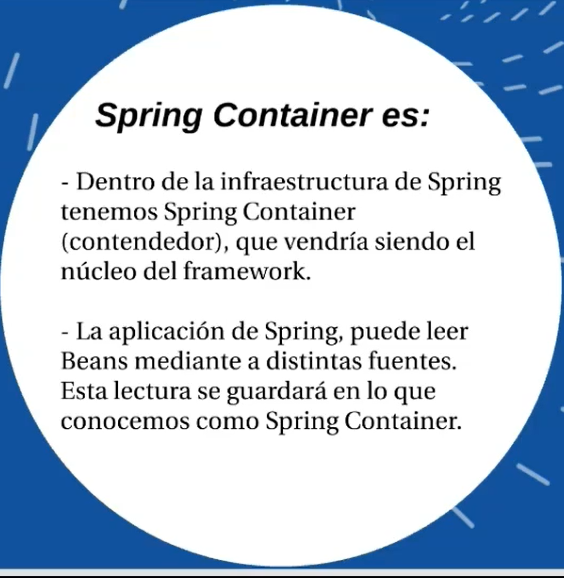 Spring Container es:
- Dentro de la infraestructura de Spring
tenemos Spring Container
(contendedor), que vendría siendo el
núcleo del framework.
- La aplicación de Spring, puede leer
Beans mediante a distintas fuentes.
Esta lectura se guardará en lo que
conocemos como Spring Container.